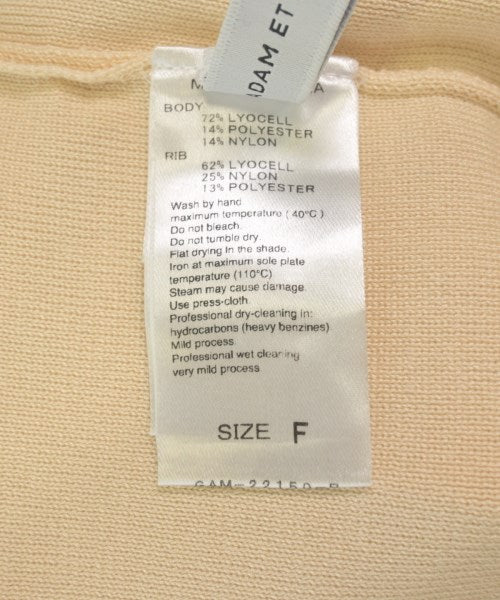 ADAM ET
BODY
72% LYOCELL
14% POLYESTER
14% NYLON
RIB
62% LYOCELL
25% NYLON
13% POLYESTER
Wash by hand
maximum temperature ( 40°C )
Do not bleach.
Do not tumble dry.
Flat drying in the shade.
Iron at maximum sole plate
temperature (110°C)
Steam may cause damage.
Use press-cloth.
Professional dry-cleaning in:
hydrocarbons (heavy benzines)
Mild process.
Professional wet cleaning
very mild process.
SIZE F
GAM-22150-B